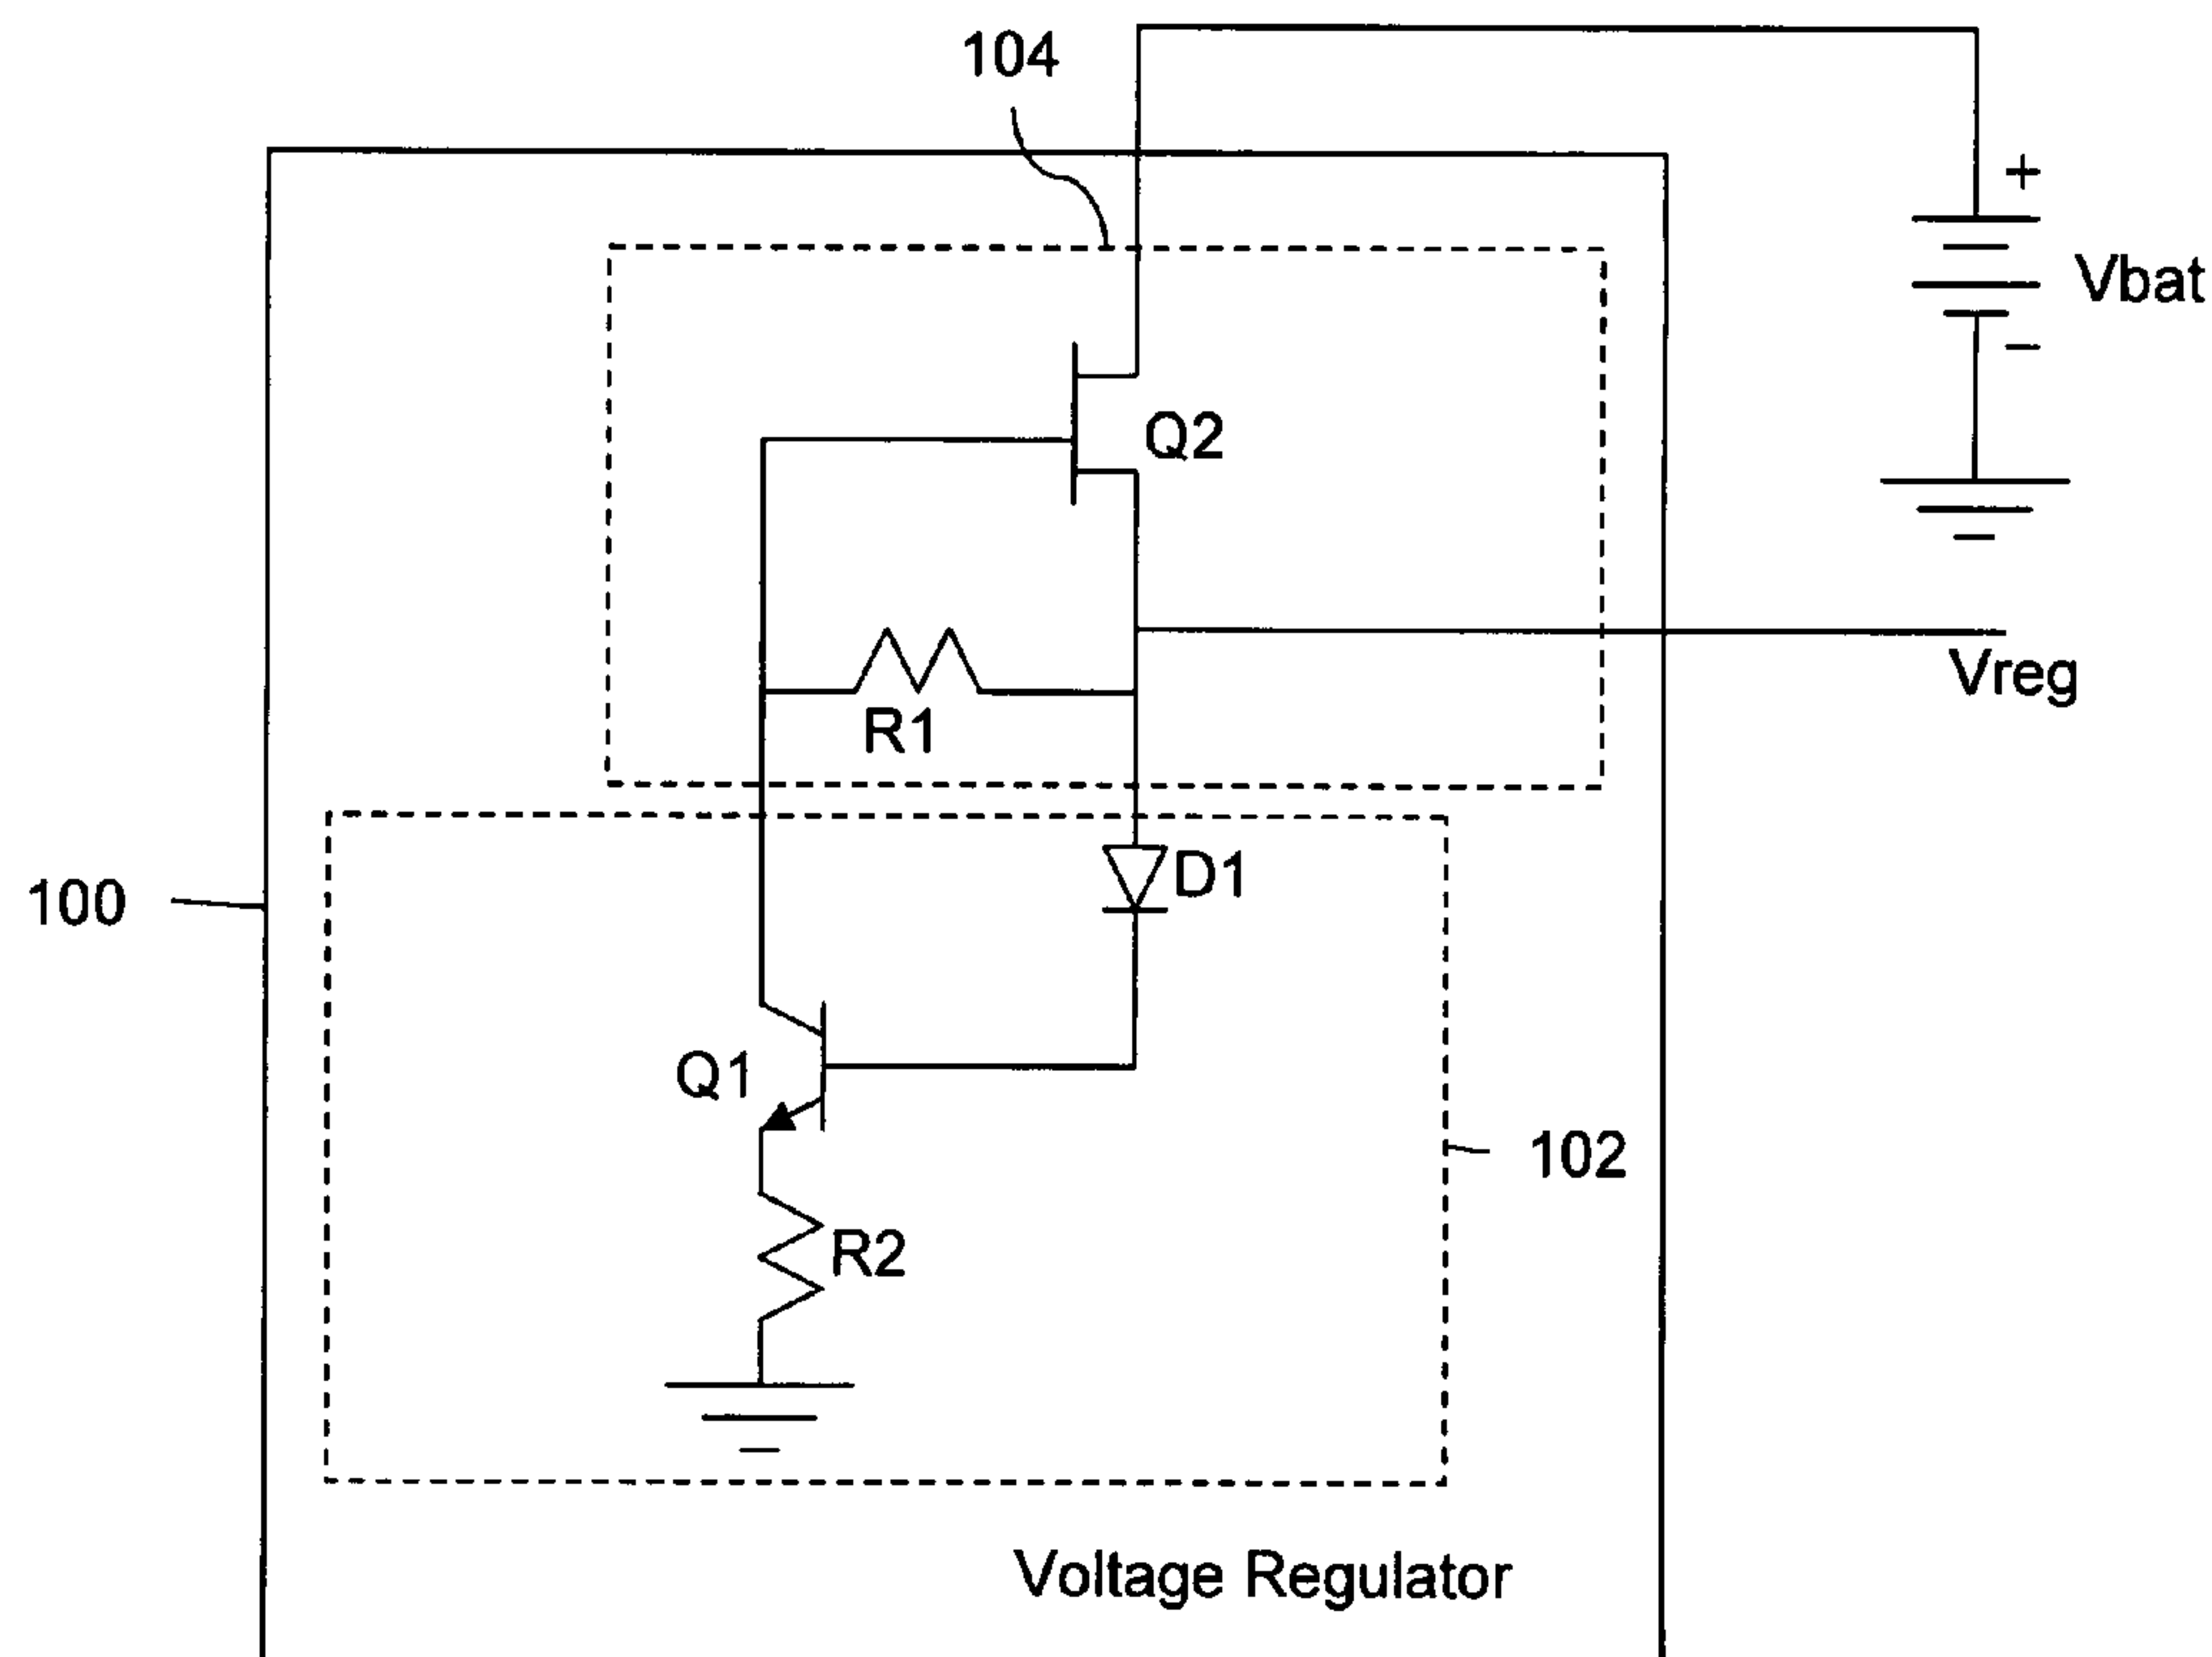 104
+
Vbat
−
Q2
Vreg
R1
D1
100
Q1
102
R2
Voltage Regulator